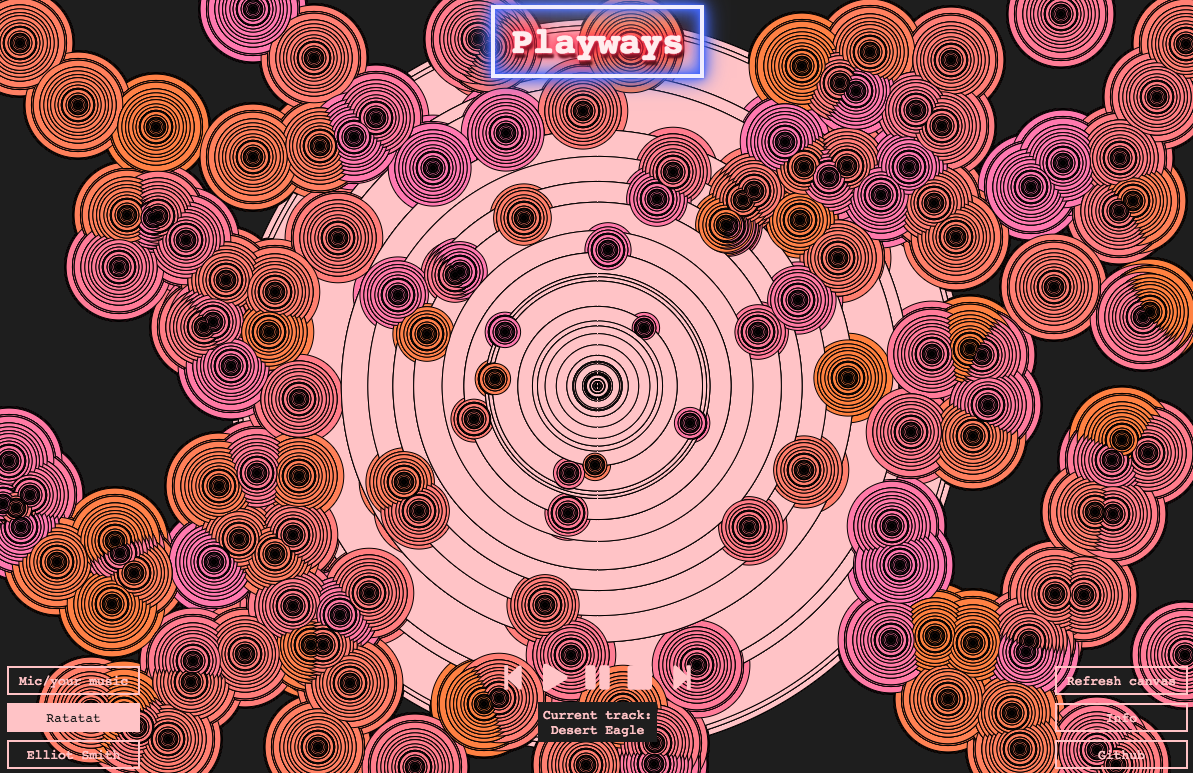 Playways
Mic/your music
Ratatat
Elliot Smith
Current track:
Desert Eagle
Refresh canvas
Info
Github